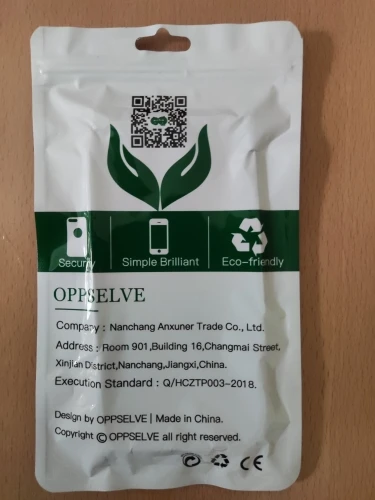 Security Simple Brilliant Eco-friendly
OPPSELVE
Company : Nanchang Anxuner Trade Co., Ltd.
Address : Room 901,Building 16,Changmai Street,
Xinjian District,Nanchang,Jiangxi,China.
Execution Standard : Q/HCZTP003-2018.
Design by OPPSELVE | Made in China.
Copyright © OPPSELVE all right reserved.
CE